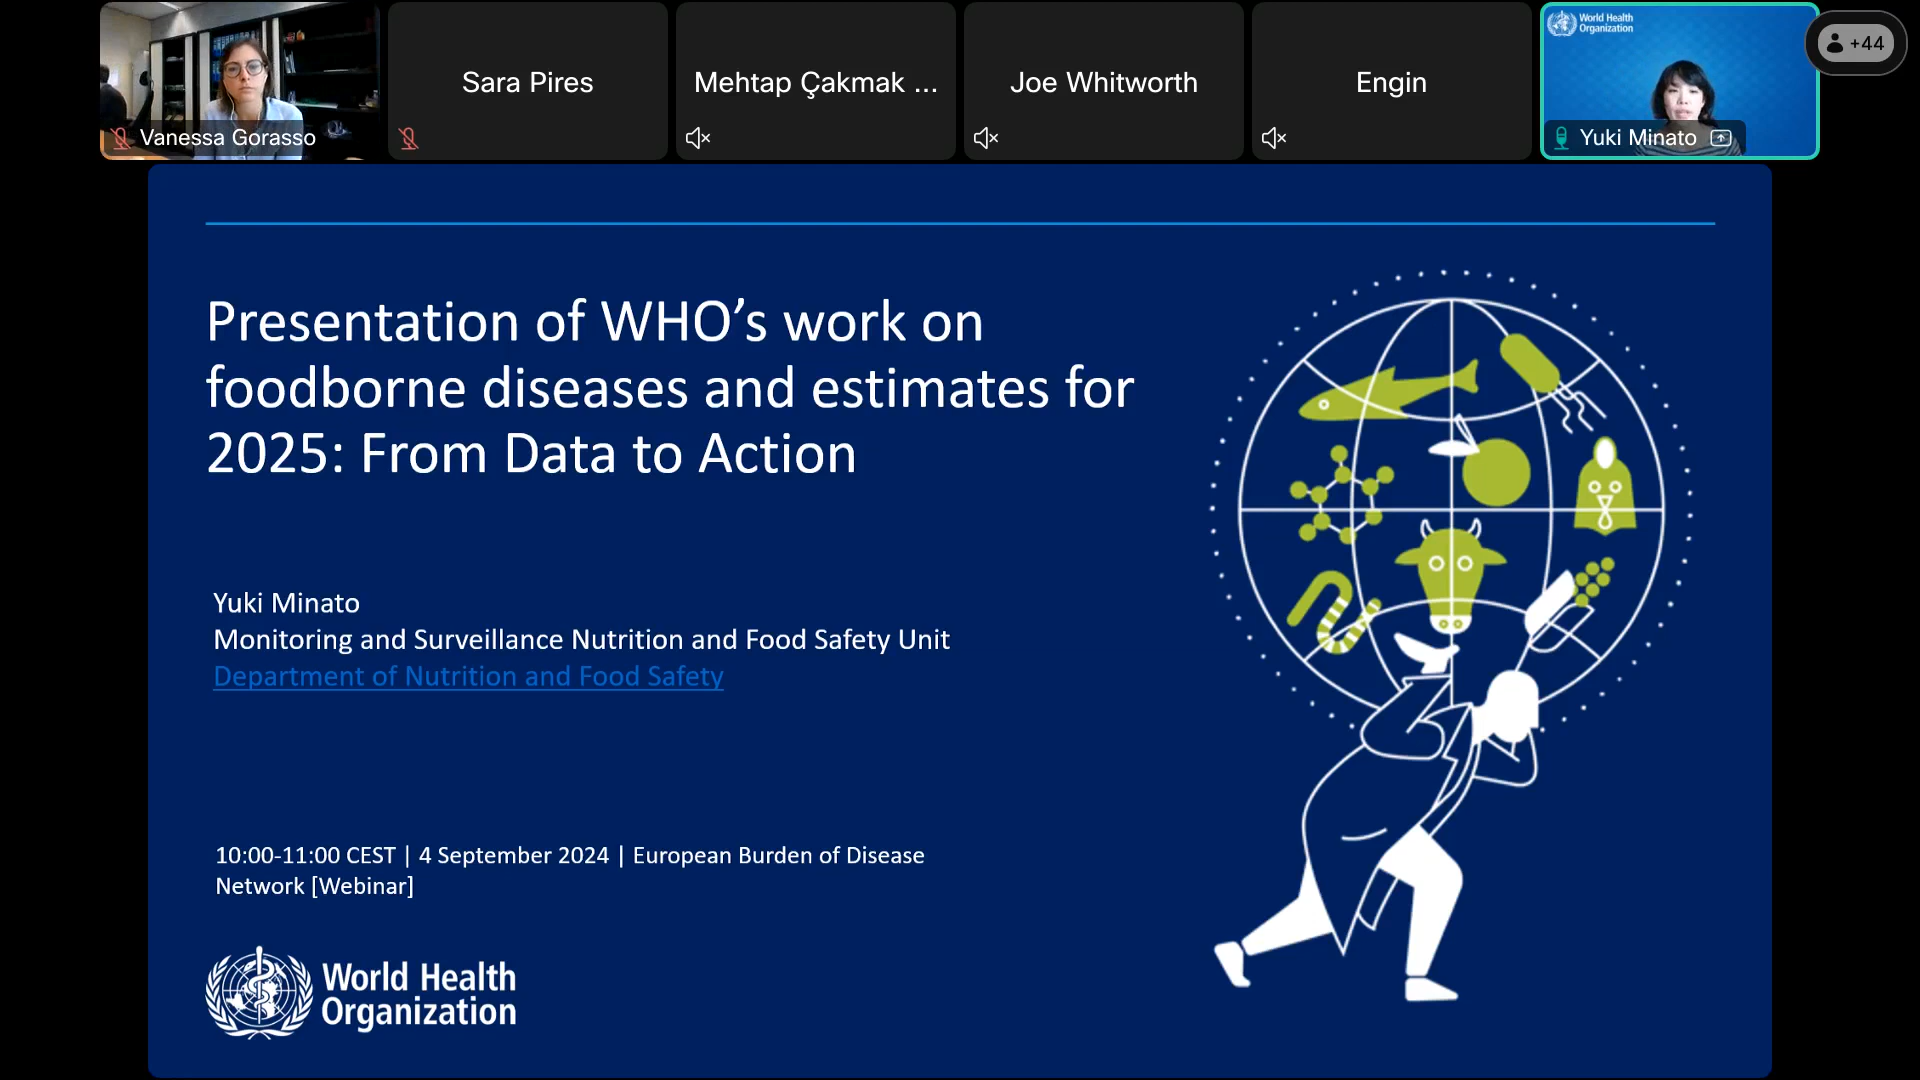 Vanessa Gorasso
Sara Pires
Mehtap Çakmak ...
Joe Whitworth
Engin
World Health
Organization
Yuki Minato
+44
Presentation of WHO’s work on
foodborne diseases and estimates for
2025: From Data to Action
Yuki Minato
Monitoring and Surveillance Nutrition and Food Safety Unit
Department of Nutrition and Food Safety
10:00-11:00 CEST | 4 September 2024 | European Burden of Disease
Network [Webinar]
World Health
Organization